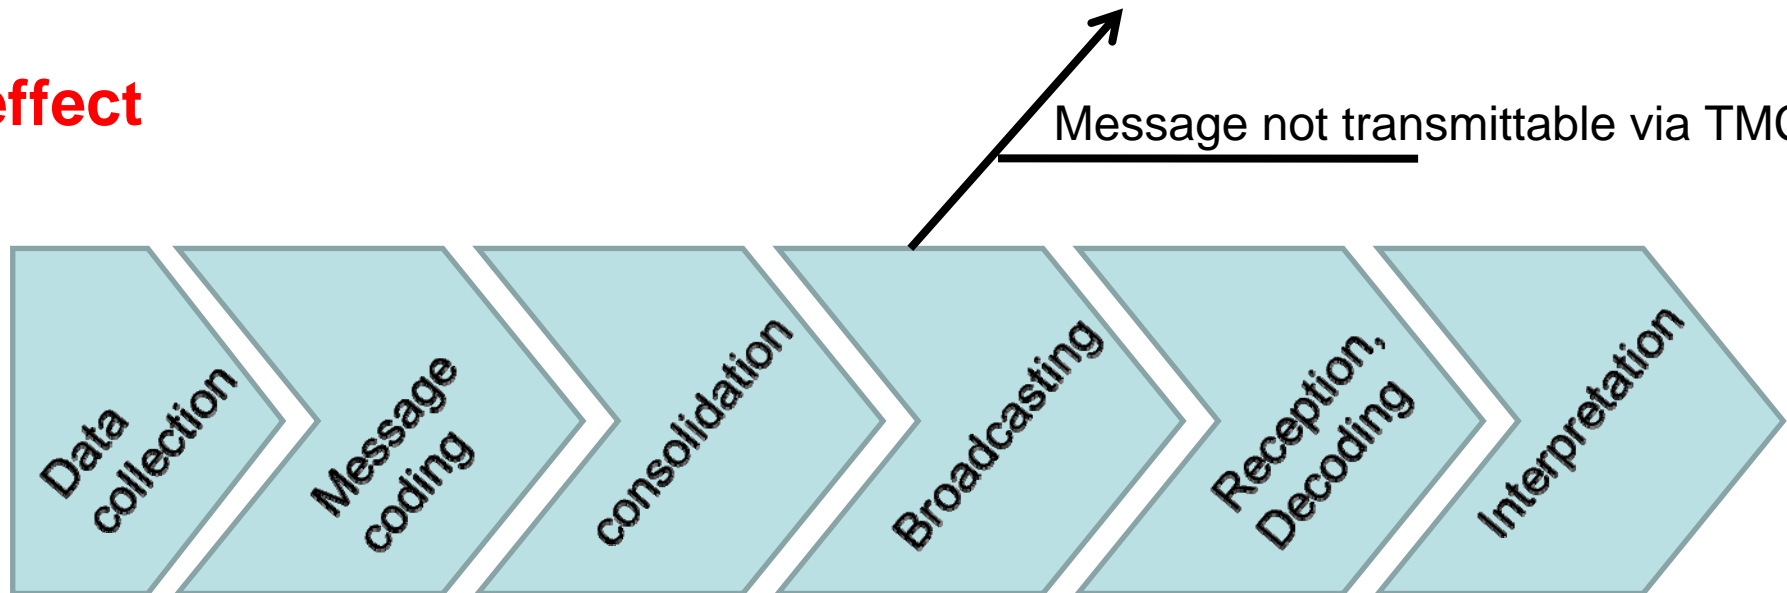 effect
Message not transmittable via TMC
Data
collection
Message
coding
consolidation
Broadcasting
Reception,
Decoding
Interpretation